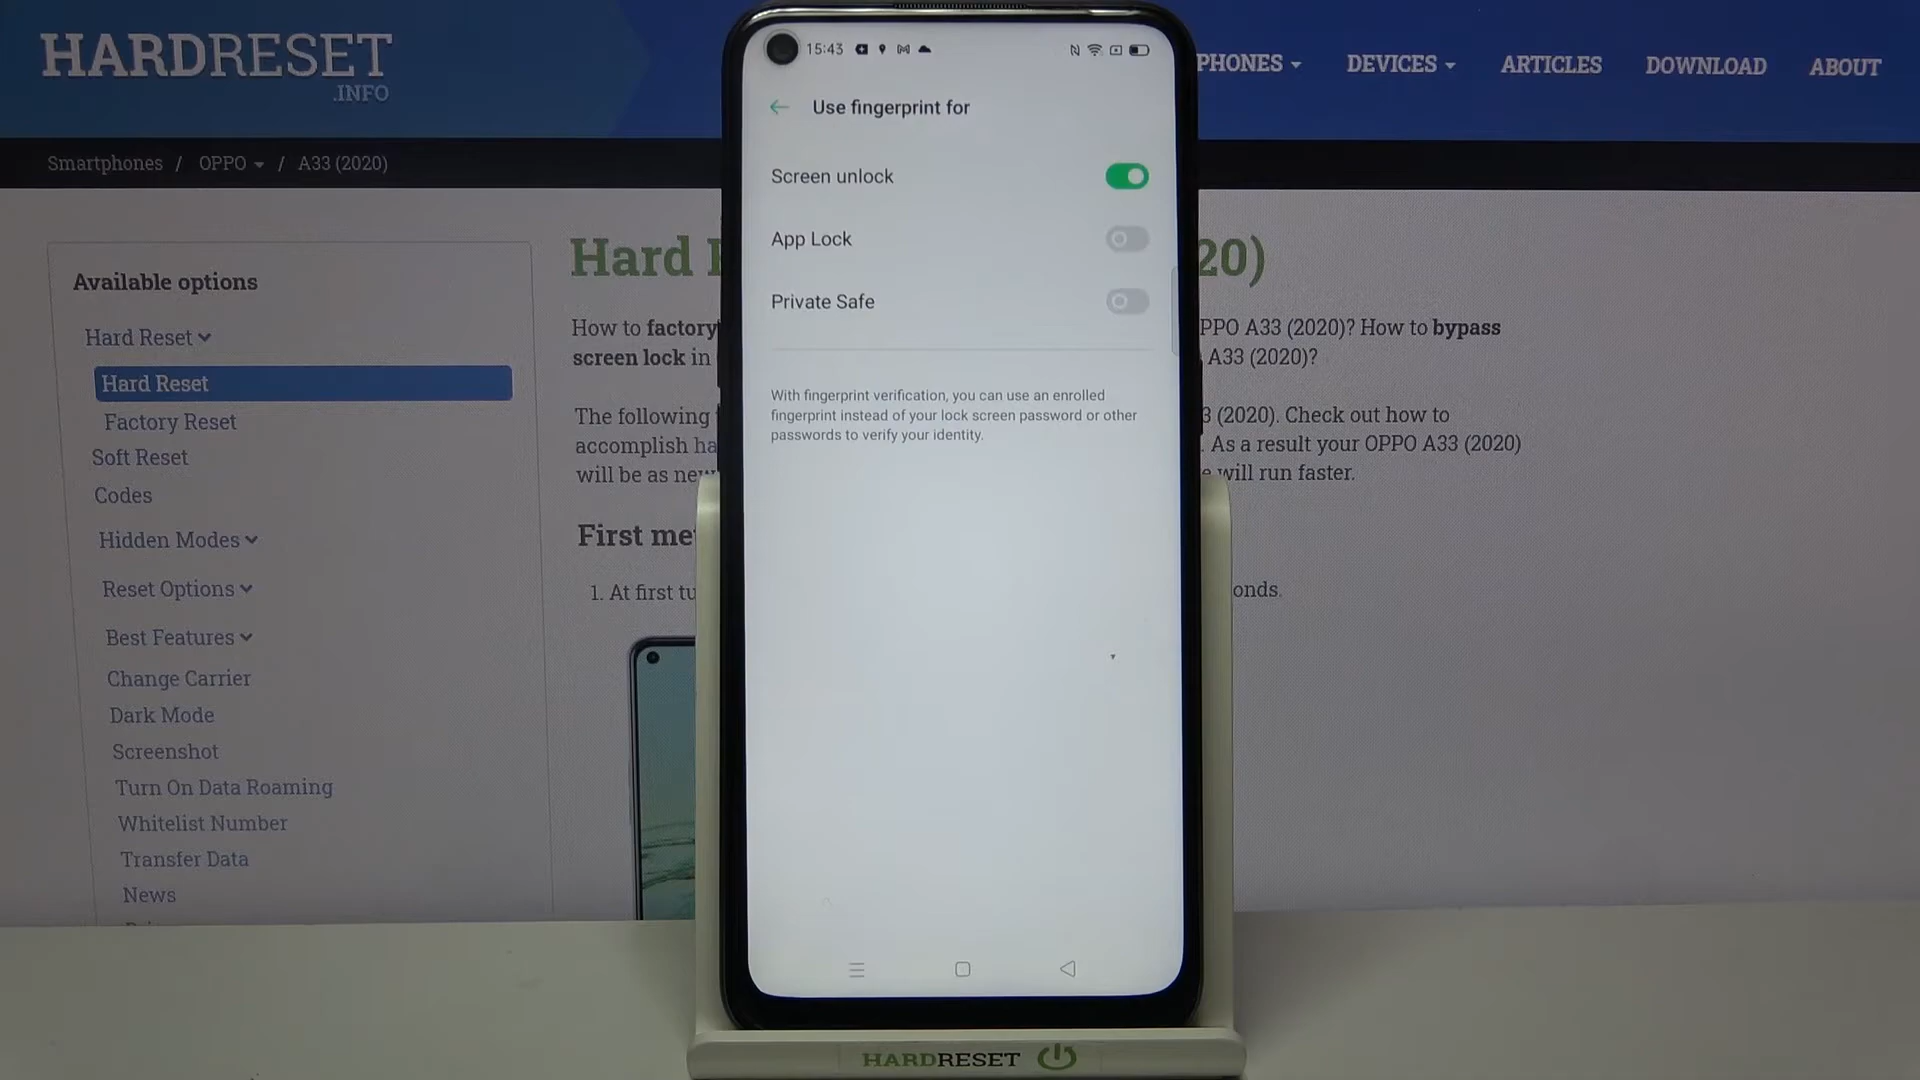 HARDRESET
.INFO
PHONES
DEVICES
ARTICLES
DOWNLOAD
ABOUT
Smartphones / OPPO / A33 (2020)
Available options
Hard Reset
Hard Reset
Factory Reset
Soft Reset
Codes
Hidden Modes
Reset Options
Best Features
Change Carrier
Dark Mode
Screenshot
Turn On Data Roaming
Whitelist Number
Transfer Data
News
15:43
Use fingerprint for
Screen unlock
App Lock
Private Safe
With fingerprint verification, you can use an enrolled
fingerprint instead of your lock screen password or other
passwords to verify your identity.
Hard
20)
How to factory
PPO A33 (2020)? How to bypass
screen lock in
A33 (2020)?
The following
(2020). Check out how to
accomplish ha
. As a result your OPPO A33 (2020)
will be as new
will run faster.
First me
1. At first tu
onds.
HARDRESET